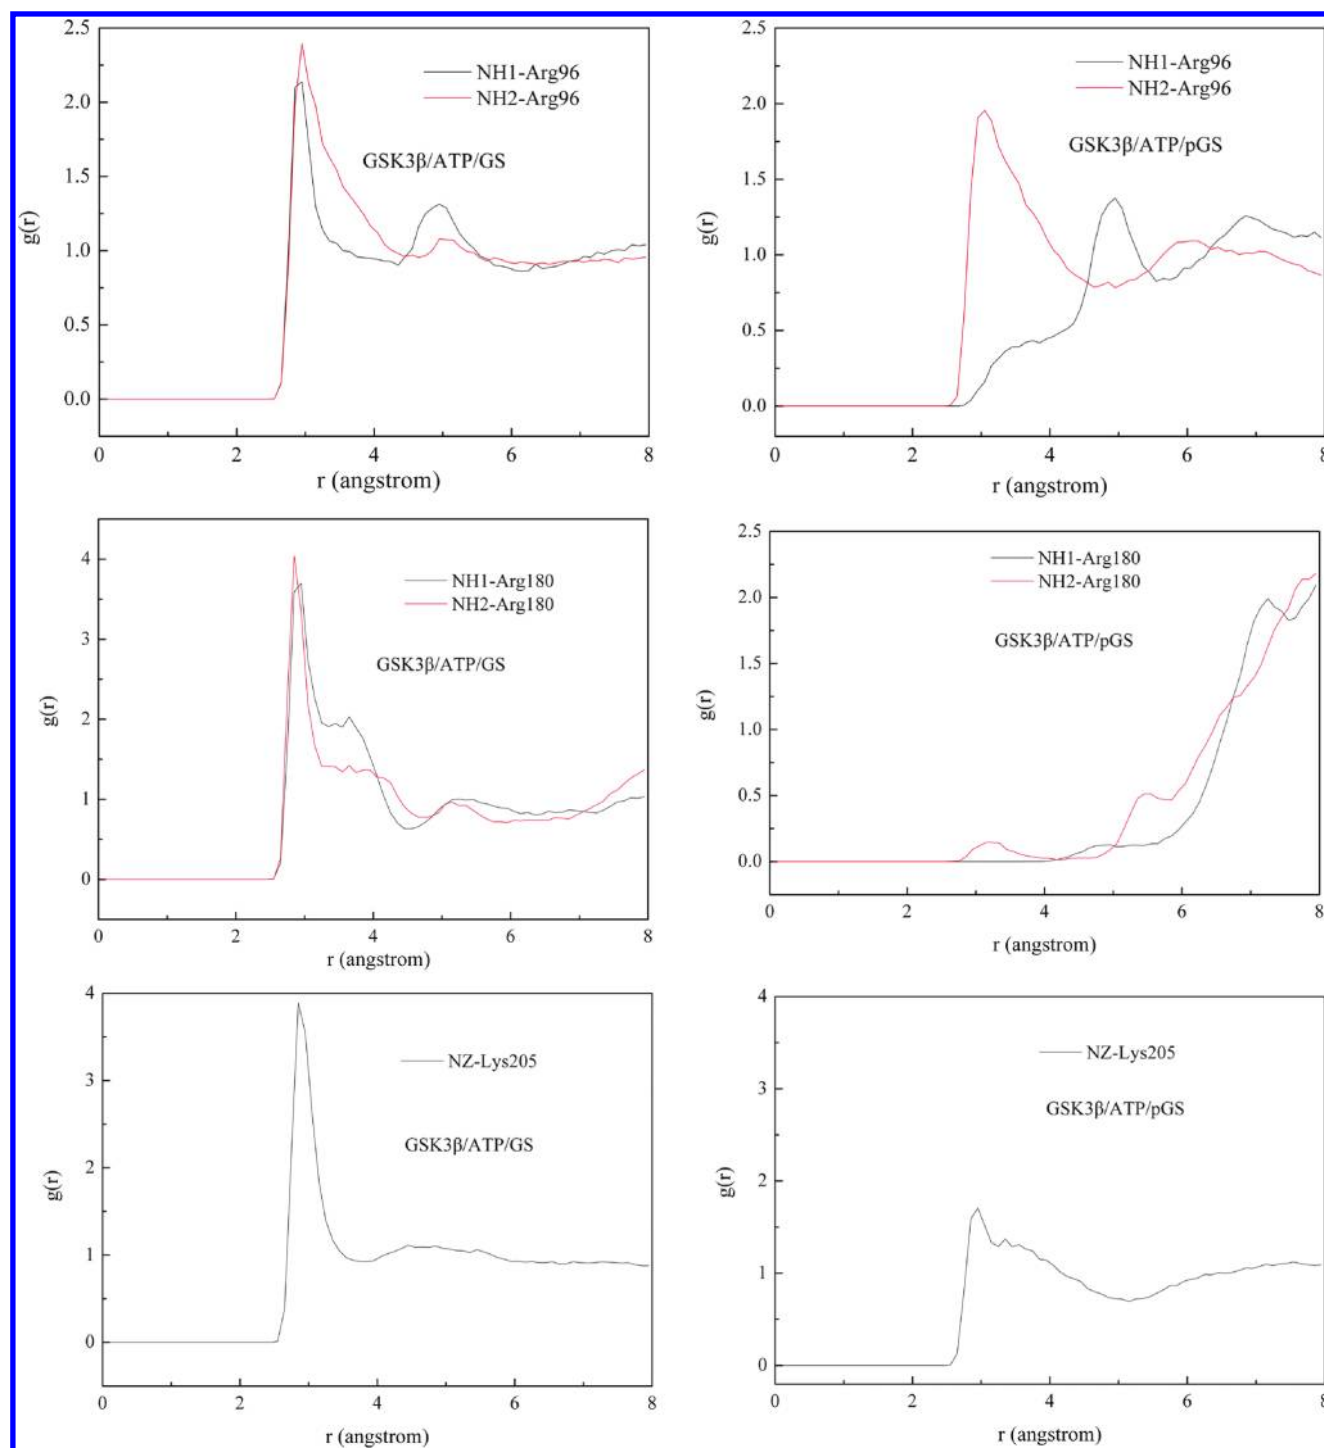 2.5
2.0
1.5
1.0
0.5
0.0
g(r)
NH1-Arg96
NH2-Arg96
GSK3β/ATP/GS
0 2 4 6 8
r (angstrom)
2.5
2.0
1.5
1.0
0.5
0.0
g(r)
NH1-Arg96
NH2-Arg96
GSK3β/ATP/pGS
0 2 4 6 8
r (angstrom)
4
3
2
1
0
g(r)
NH1-Arg180
NH2-Arg180
GSK3β/ATP/GS
0 2 4 6 8
r (angstrom)
2.5
2.0
1.5
1.0
0.5
0.0
g(r)
NH1-Arg180
NH2-Arg180
GSK3β/ATP/pGS
0 2 4 6 8
r (angstrom)
4
3
2
1
0
g(r)
NZ-Lys205
GSK3β/ATP/GS
0 2 4 6 8
r (angstrom)
4
3
2
1
0
g(r)
NZ-Lys205
GSK3β/ATP/pGS
0 2 4 6 8
r (angstrom)